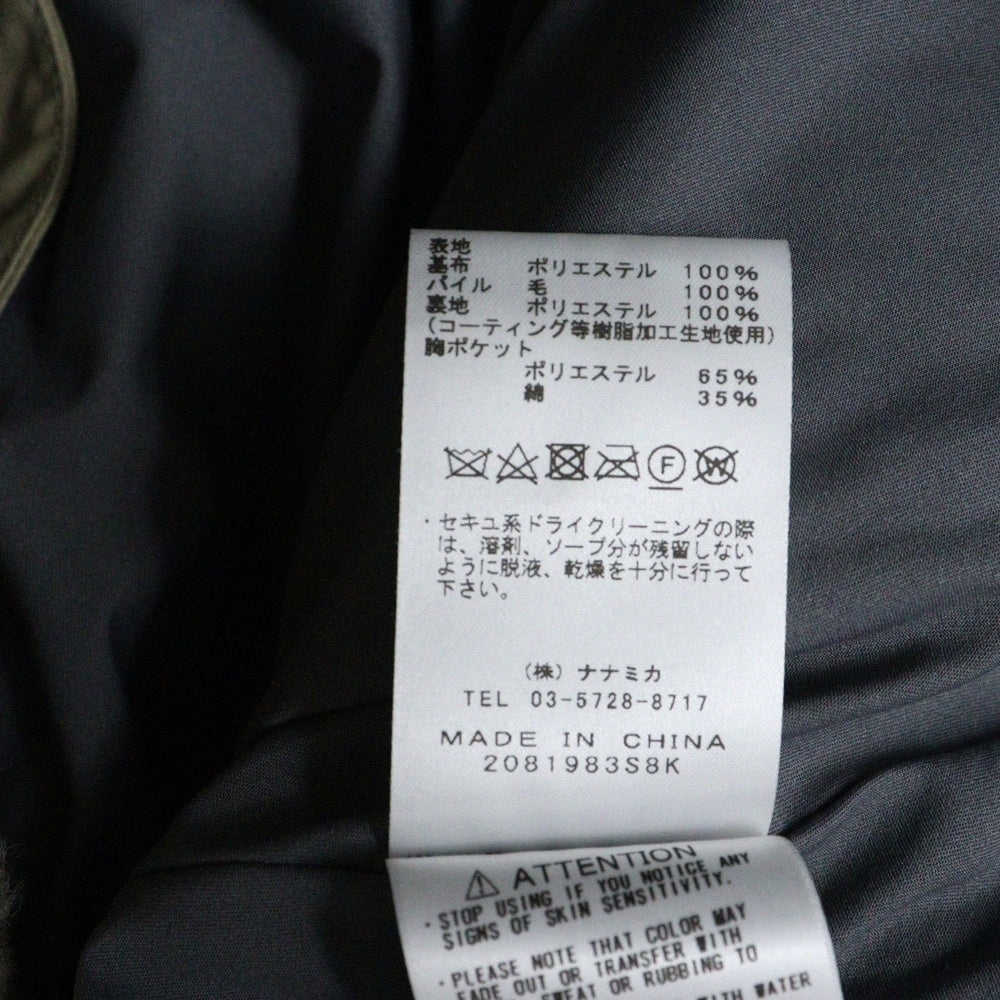 表地
基布 ポリエステル 100%
パイル 毛 100%
裏地 ポリエステル 100%
(コーティング等樹脂加工生地使用)
胸ポケット
ポリエステル 65%
綿 35%
F W
・セキユ系ドライクリーニングの際
は、溶剤、ソープ分が残留しない
ように脱液、乾燥を十分に行って
下さい。
(株)ナナミカ
TEL 03-5728-8717
MADE IN CHINA
2081983S8K
ATTENTION
・STOP USING IF YOU NOTICE ANY
SIGNS OF SKIN SENSITIVITY.
・PLEASE NOTE THAT COLOR MAY
FADE OUT OR TRANSFER WITH
SWEAT OR RUBBING TO
WITH WATER